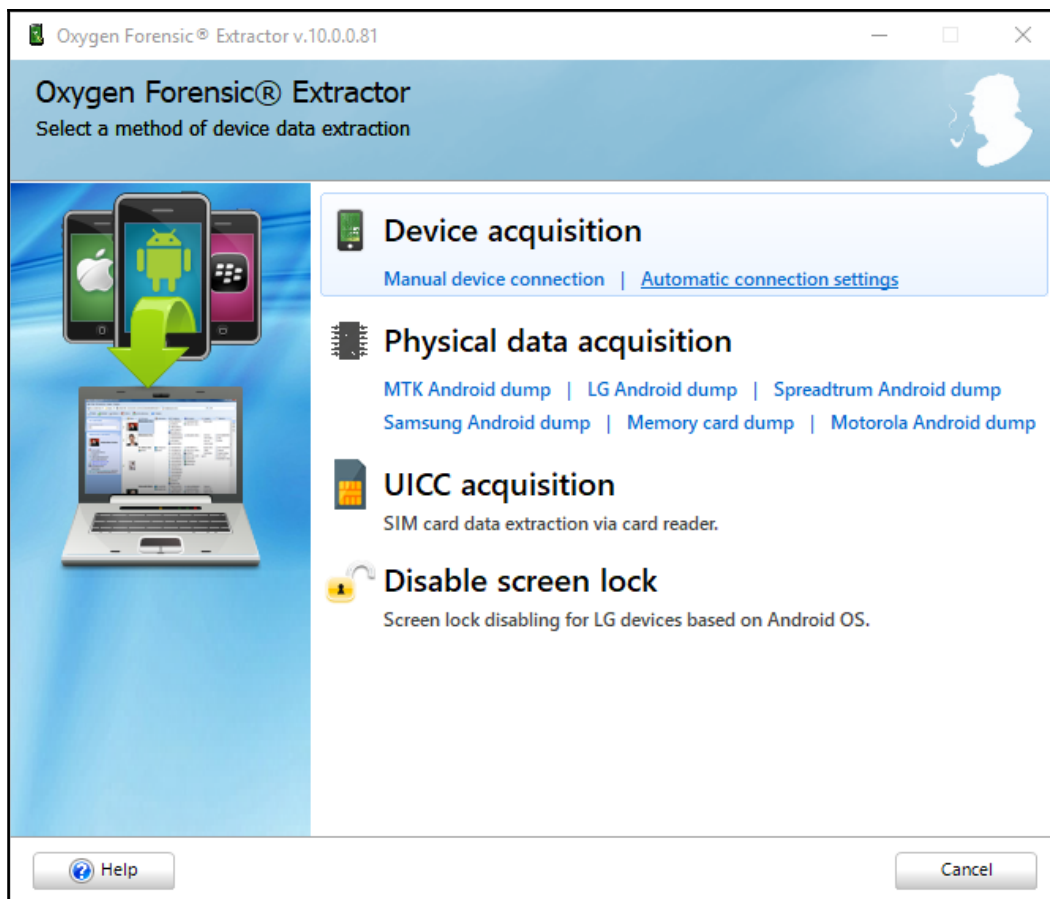 Oxygen Forensic® Extractor v.10.0.0.81
Oxygen Forensic® Extractor
Select a method of device data extraction
Device acquisition
Manual device connection | Automatic connection settings
Physical data acquisition
MTK Android dump | LG Android dump | Spreadtrum Android dump
Samsung Android dump | Memory card dump | Motorola Android dump
UICC acquisition
SIM card data extraction via card reader.
Disable screen lock
Screen lock disabling for LG devices based on Android OS.
Help
Cancel